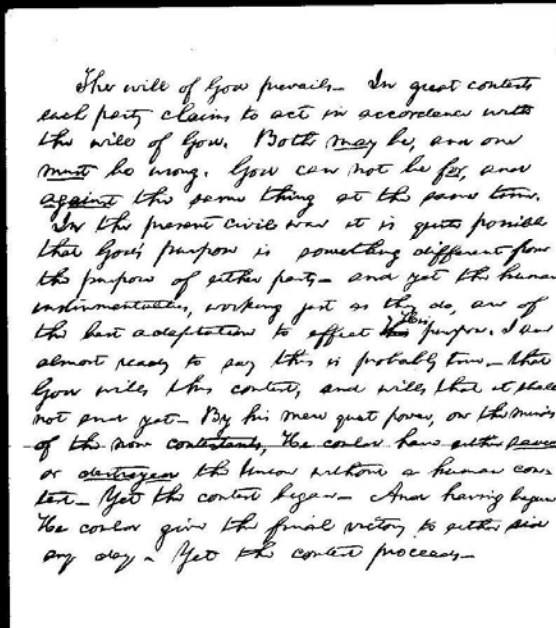 The will of God prevails— In great contests
each party claims to act in accordance with
the will of God. Both may be, and one
must be wrong. God can not be for, and
against the same thing at the same time.
In the present civil war it is quite possible
that God's purpose is something different from
the purpose of either party— and yet the human
instrumentalities, working just as they do, are of
the best adaptation to effect His purpose. I am
almost ready to say this is probably true— that
God wills this contest, and wills that it shall
not end yet— By his mere quiet power, on the minds
of the now contestants, He could have either saved
or destroyed the Union without a human con-
test— Yet the contest began— And having begun
He could give the final victory to either side
any day— Yet the contest proceeds—